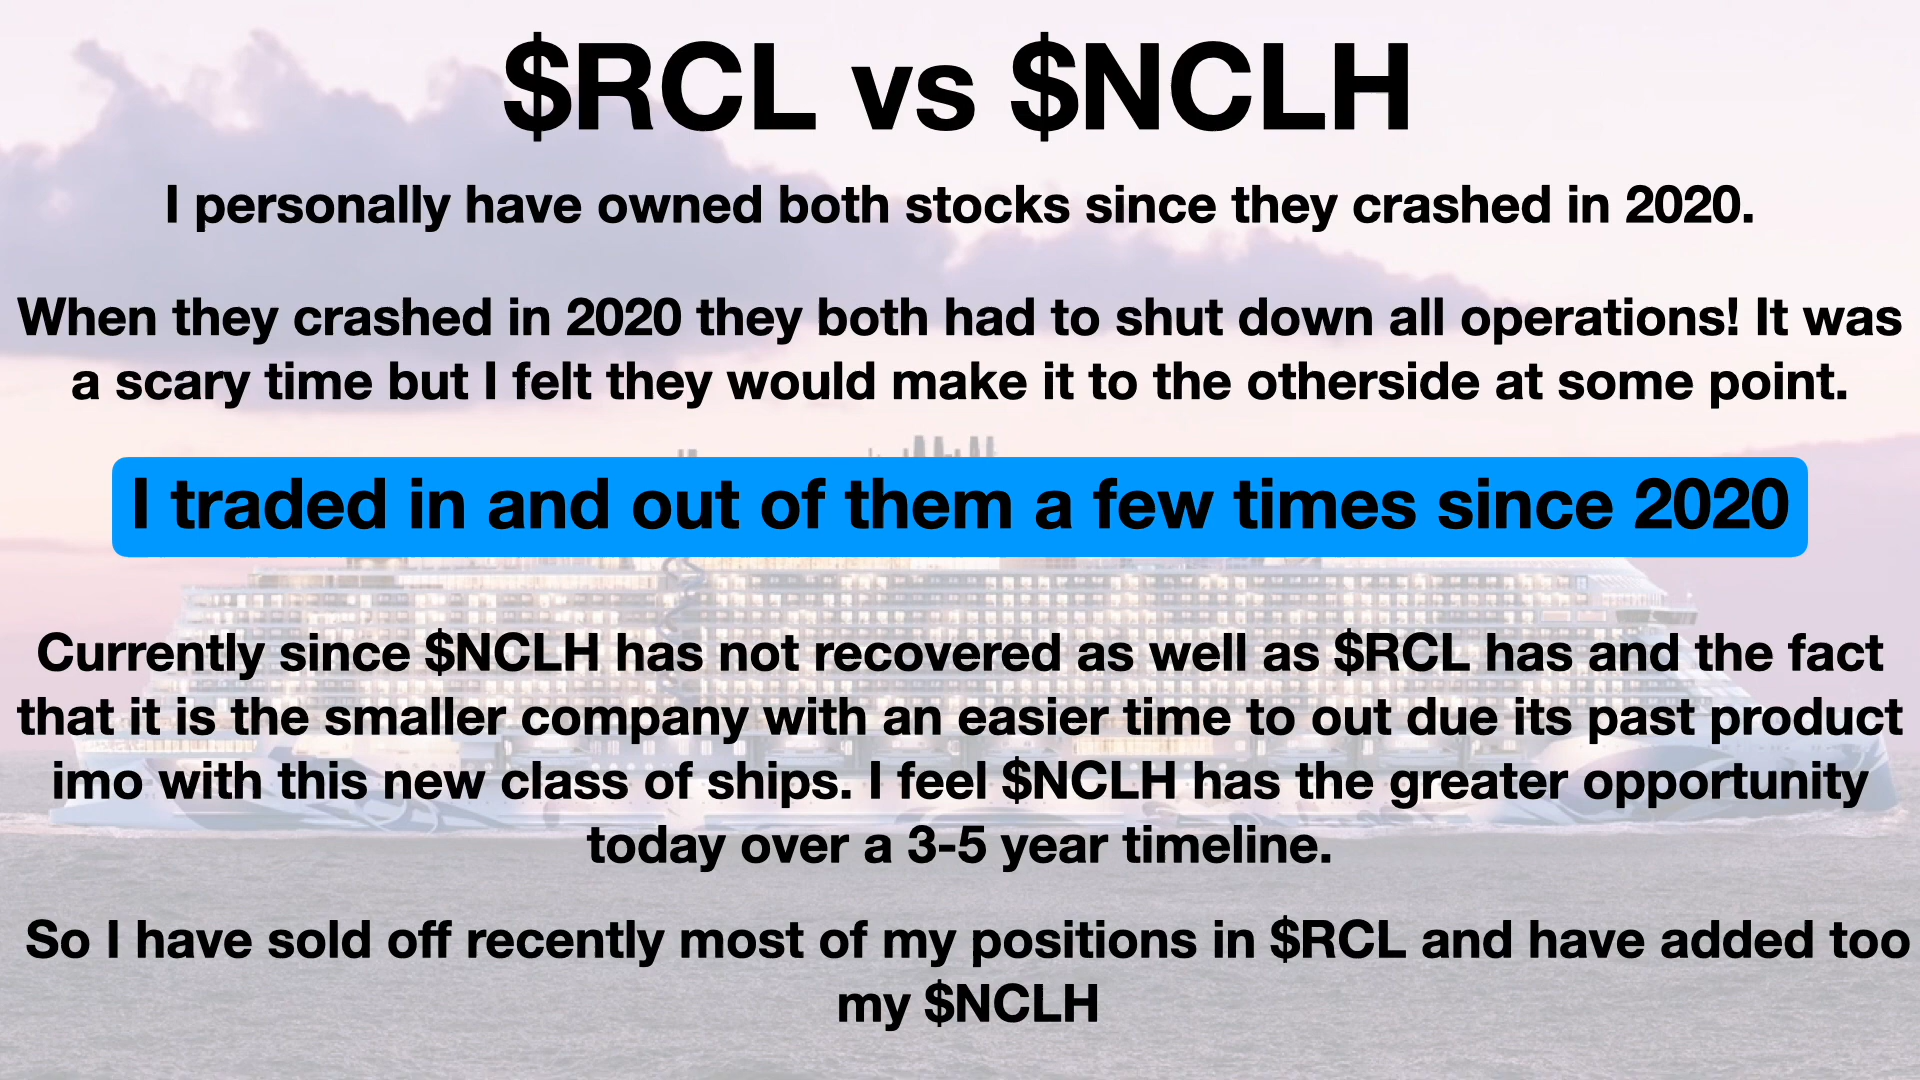 $RCL vs $NCLH
I personally have owned both stocks since they crashed in 2020.
When they crashed in 2020 they both had to shut down all operations! It was
a scary time but I felt they would make it to the otherside at some point.
I traded in and out of them a few times since 2020
Currently since $NCLH has not recovered as well as $RCL has and the fact
that it is the smaller company with an easier time to out due its past product
imo with this new class of ships. I feel $NCLH has the greater opportunity
today over a 3-5 year timeline.
So I have sold off recently most of my positions in $RCL and have added too
my $NCLH